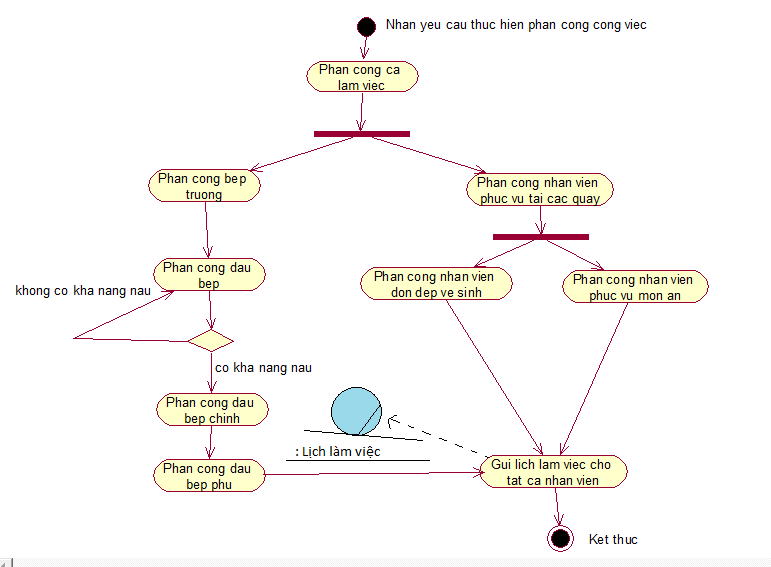 Nhan yeu cau thuc hien phan cong cong viec
Phan cong ca
lam viec
Phan cong bep
truong
Phan cong nhan vien
phuc vu tai cac quay
Phan cong dau
bep
Phan cong nhan vien
don dep ve sinh
Phan cong nhan vien
phuc vu mon an
khong co kha nang nau
co kha nang nau
Phan cong dau
bep chinh
: Lịch làm việc
Phan cong dau
bep phu
Gui lich lam viec cho
tat ca nhan vien
Ket thuc